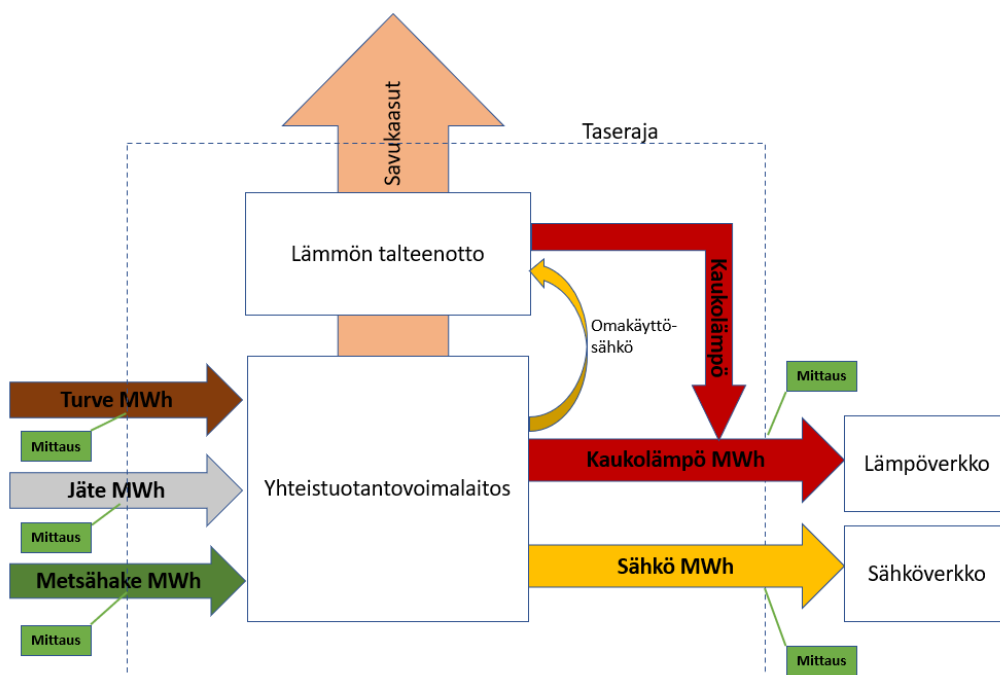 Taseraja
Savukaasut
Lämmön talteenotto
Kaukolämpö
Omakäyttö-
sähkö
Mittaus
Turve MWh
Mittaus
Kaukolämpö MWh
Lämpöverkko
Jäte MWh
Yhteistuotantovoimalaitos
Mittaus
Metsähake MWh
Sähkö MWh
Sähköverkko
Mittaus
Mittaus